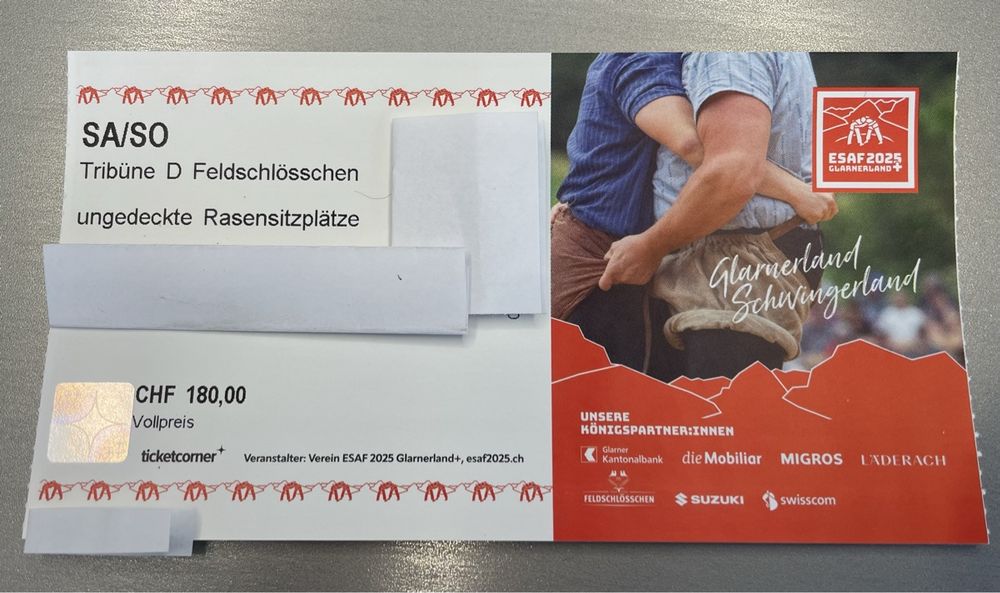 SA/SO
Tribüne D Feldschlösschen
ungedeckte Rasensitzplätze
CHF 180,00
Vollpreis
ticketcorner
Veranstalter: Verein ESAF 2025 Glarnerland+, esaf2025.ch
ESAF 2025
GLARNERLAND+
Glarnerland
Schwingerland
UNSERE
KÖNIGSPARTNER:INNEN
Glarner
Kantonalbank
die Mobiliar
MIGROS
LÄDERACH
FELDSCHLÖSSCHEN
SUZUKI
swisscom